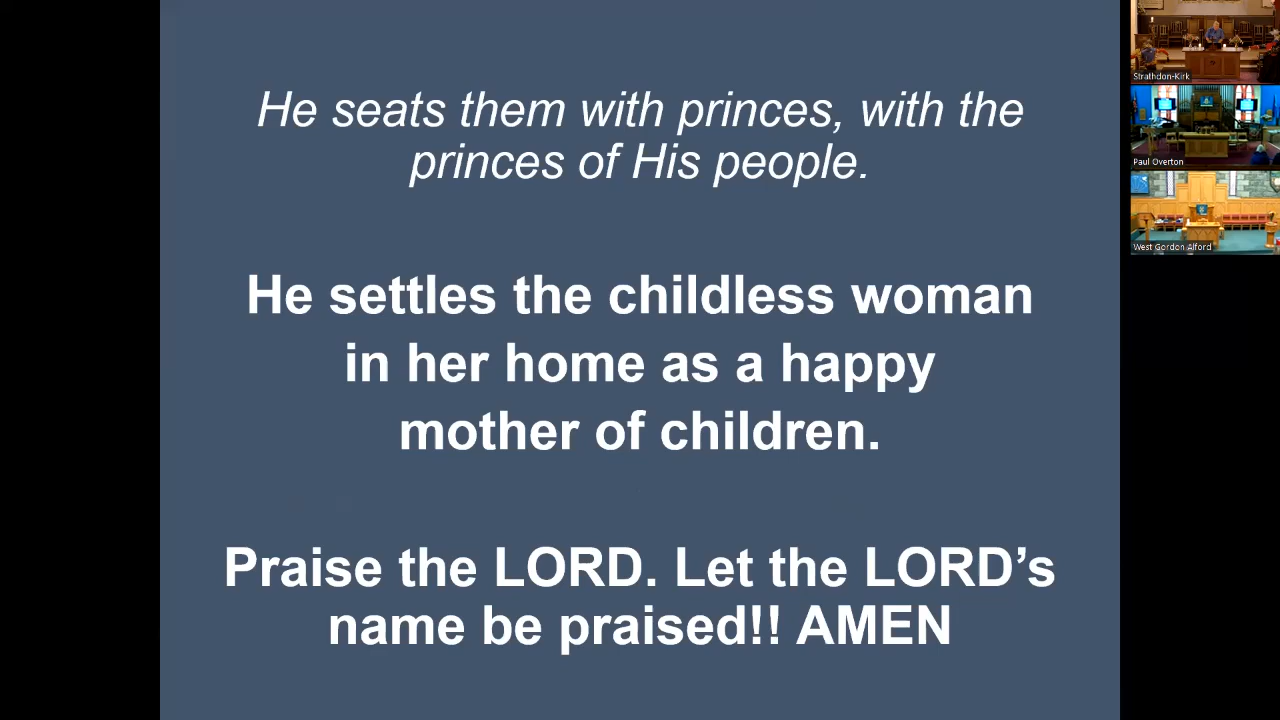 He seats them with princes, with the
princes of His people.
He settles the childless woman
in her home as a happy
mother of children.
Praise the LORD. Let the LORD’s
name be praised!! AMEN
Strathdon-Kirk
Paul Overton
West Gordon Alford